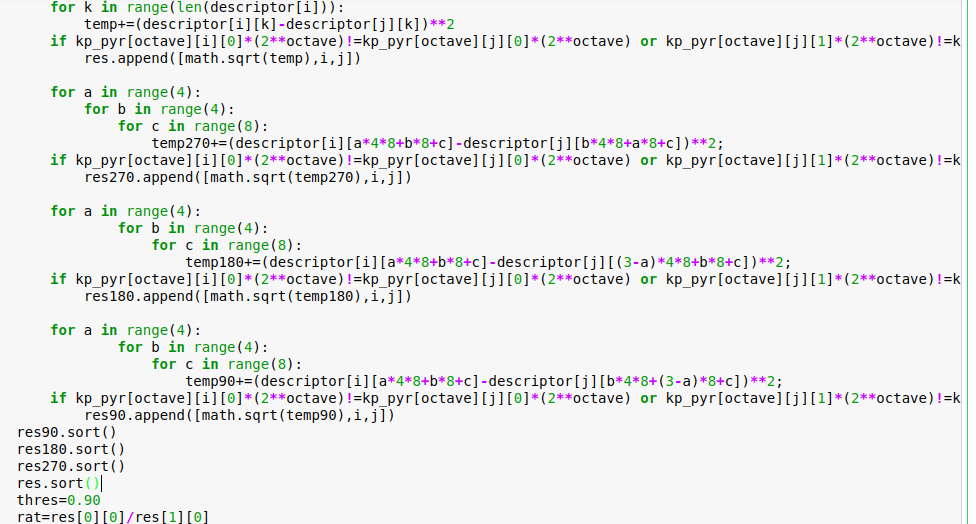 for k in range(len(descriptor[i])):
temp+=(descriptor[i][k]-descriptor[j][k])**2
if kp_pyr[octave][i][0]*(2**octave)!=kp_pyr[octave][j][0]*(2**octave) or kp_pyr[octave][j][1]*(2**octave)!=k
res.append([math.sqrt(temp),i,j])
for a in range(4):
for b in range(4):
for c in range(8):
temp270+=(descriptor[i][a*4*8+b*8+c]-descriptor[j][b*4*8+a*8+c])**2;
if kp_pyr[octave][i][0]*(2**octave)!=kp_pyr[octave][j][0]*(2**octave) or kp_pyr[octave][j][1]*(2**octave)!=k
res270.append([math.sqrt(temp270),i,j])
for a in range(4):
for b in range(4):
for c in range(8):
temp180+=(descriptor[i][a*4*8+b*8+c]-descriptor[j][(3-a)*4*8+b*8+c])**2;
if kp_pyr[octave][i][0]*(2**octave)!=kp_pyr[octave][j][0]*(2**octave) or kp_pyr[octave][j][1]*(2**octave)!=k
res180.append([math.sqrt(temp180),i,j])
for a in range(4):
for b in range(4):
for c in range(8):
temp90+=(descriptor[i][a*4*8+b*8+c]-descriptor[j][b*4*8+(3-a)*8+c])**2;
if kp_pyr[octave][i][0]*(2**octave)!=kp_pyr[octave][j][0]*(2**octave) or kp_pyr[octave][j][1]*(2**octave)!=k
res90.append([math.sqrt(temp90),i,j])
res90.sort()
res180.sort()
res270.sort()
res.sort()
thres=0.90
rat=res[0][0]/res[1][0]